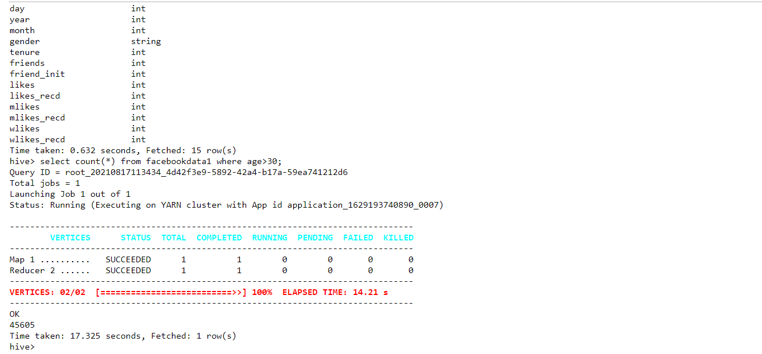 day int
year int
month int
gender string
tenure int
friends int
friend_init int
likes int
likes_recd int
mlikes int
mlikes_recd int
wlikes int
wlikes_recd int
Time taken: 0.632 seconds, Fetched: 15 row(s)
hive> select count(*) from facebookdata1 where age>30;
Query ID = root_20210817113434_4d42f3e9-5892-42a4-b17a-59ea741212d6
Total jobs = 1
Launching Job 1 out of 1
Status: Running (Executing on YARN cluster with App id application_1629193740890_0007)
--------------------------------------------------------------------------------
VERTICES STATUS TOTAL COMPLETED RUNNING PENDING FAILED KILLED
--------------------------------------------------------------------------------
Map 1 .......... SUCCEEDED 1 1 0 0 0 0
Reducer 2 ...... SUCCEEDED 1 1 0 0 0 0
--------------------------------------------------------------------------------
VERTICES: 02/02 [==========================>>] 100% ELAPSED TIME: 14.21 s
--------------------------------------------------------------------------------
OK
45605
Time taken: 17.325 seconds, Fetched: 1 row(s)
hive>